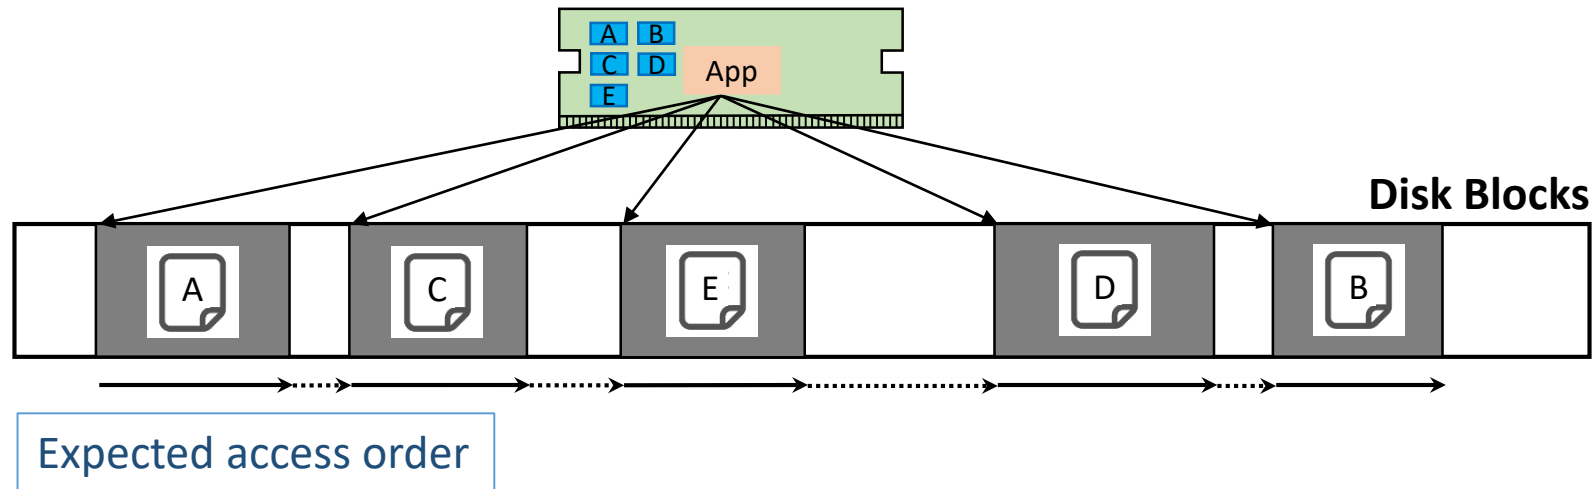 A B
C D
App
E
Disk Blocks
A C E D B
Expected access order